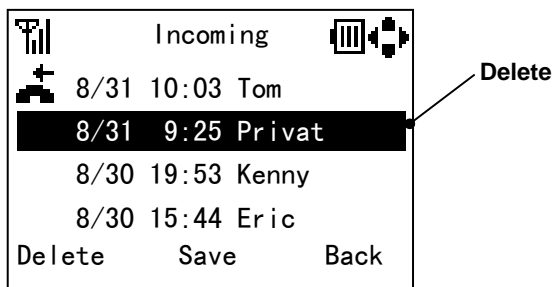 Incoming
8/31 10:03 Tom
8/31 9:25 Privat
8/30 19:53 Kenny
8/30 15:44 Eric
Delete Save Back
Delete